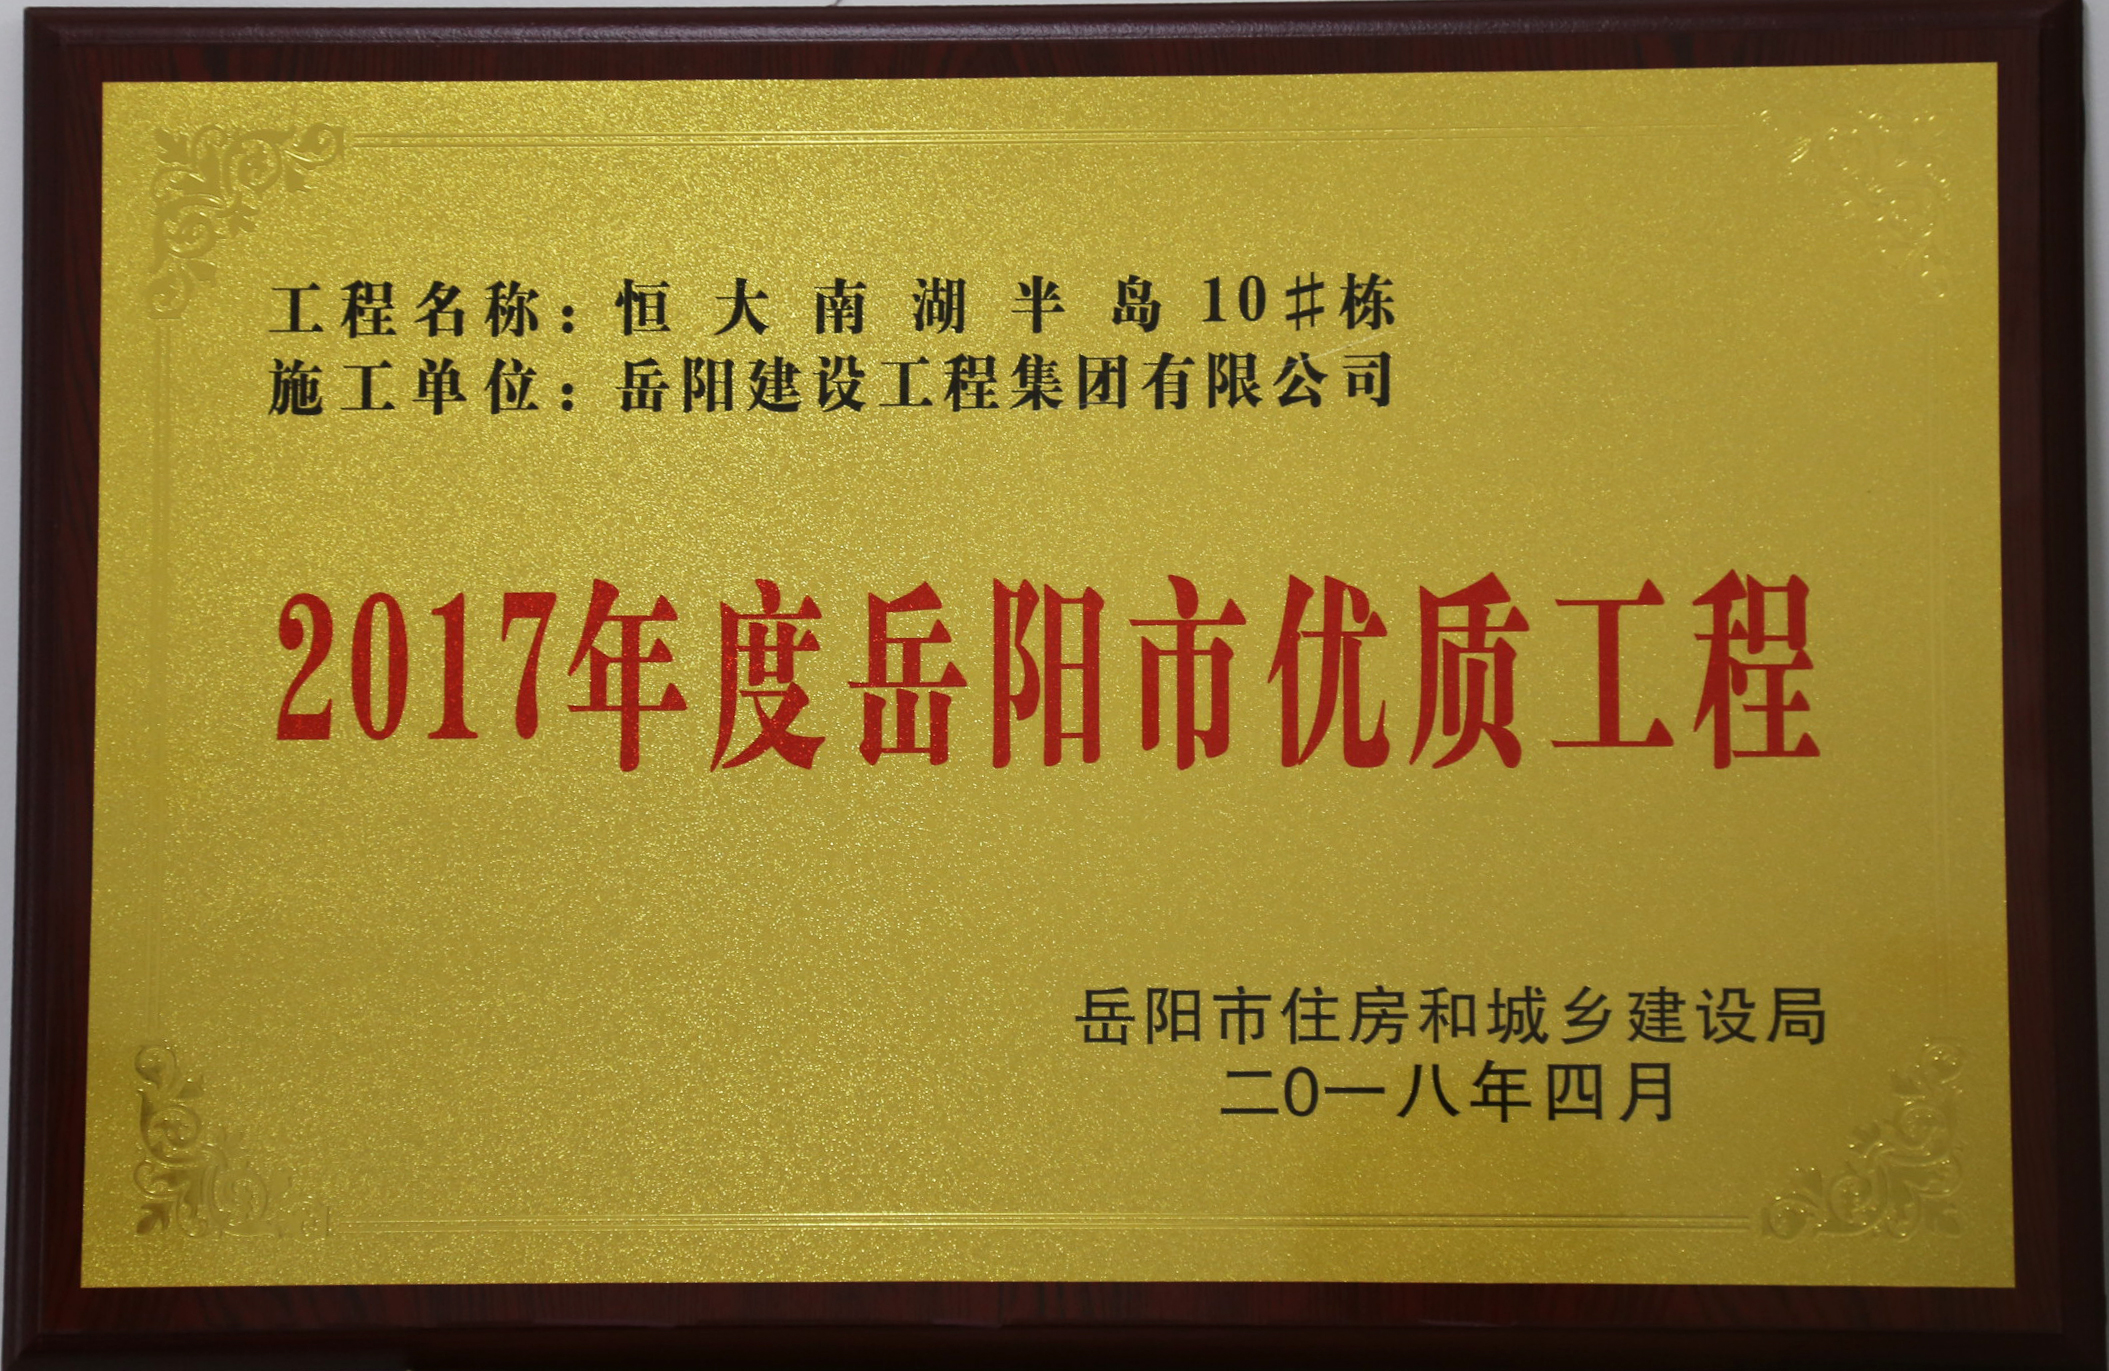 工程名称：恒大南湖半岛10#栋
施工单位：岳阳建设工程集团有限公司
2017年度岳阳市优质工程
岳阳市住房和城乡建设局
二0一八年四月